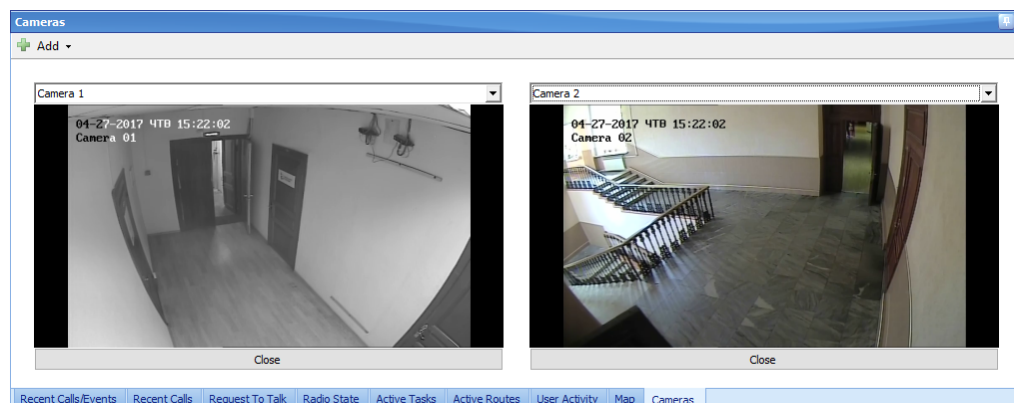 Cameras
Add
Camera 1
Camera 2
04-27-2017 ЧТВ 15:22:02
Camera 01
04-27-2017 ЧТВ 15:22:02
Camera 02
Close
Close
Recent Calls/Events
Recent Calls
Request To Talk
Radio State
Active Tasks
Active Routes
User Activity
Map
Cameras